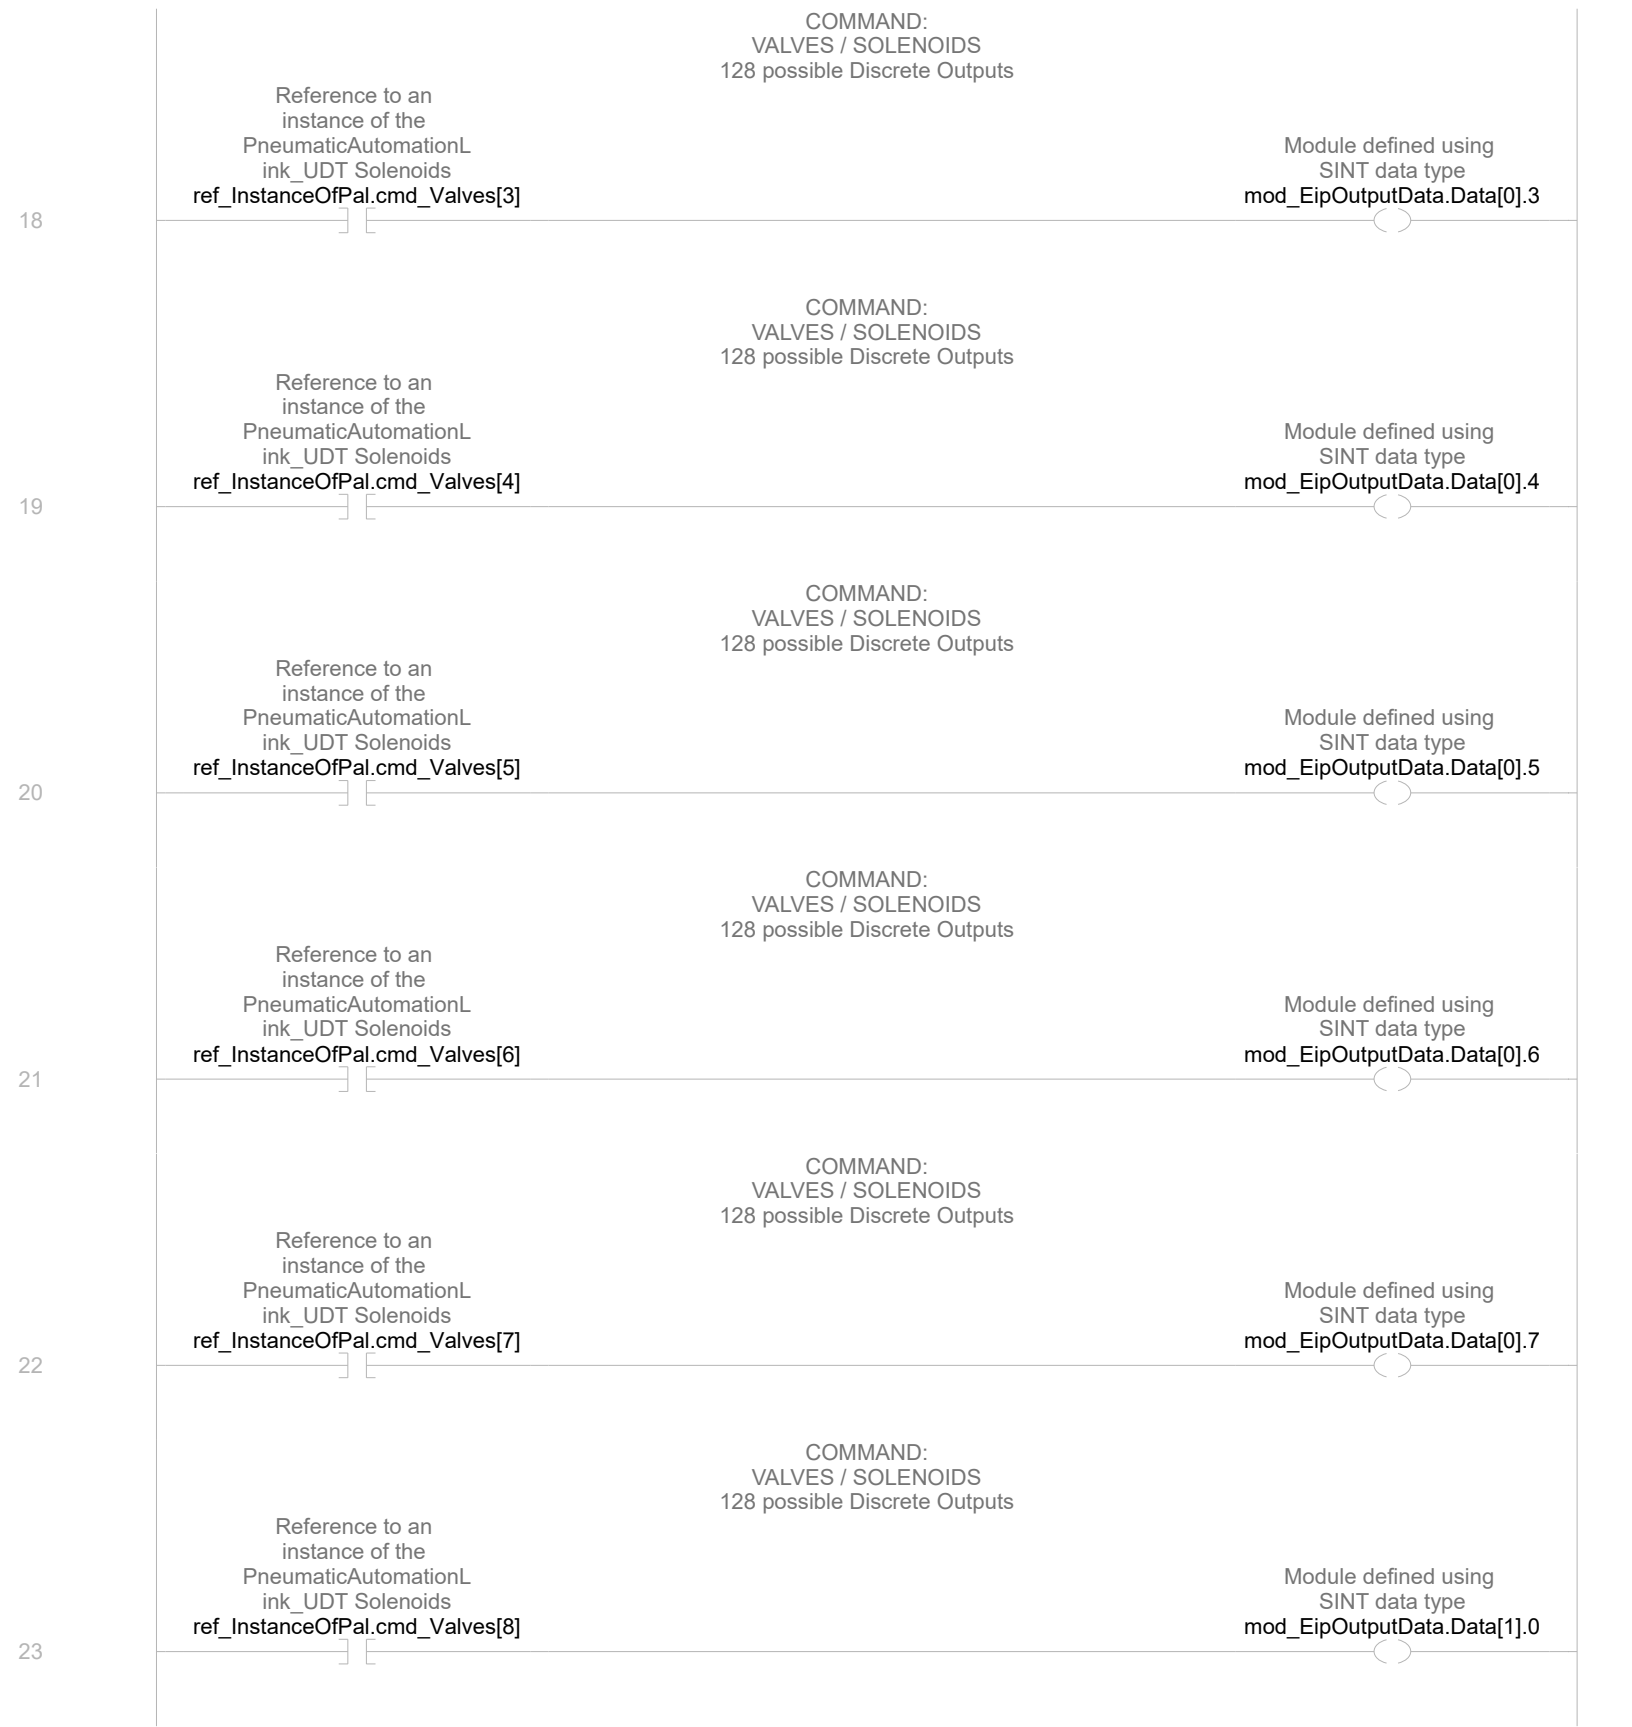 COMMAND:
VALVES / SOLENOIDS
128 possible Discrete Outputs
Reference to an
instance of the
PneumaticAutomationL
ink_UDT Solenoids
ref_InstanceOfPal.cmd_Valves[3]
Module defined using
SINT data type
mod_EipOutputData.Data[0].3
18
COMMAND:
VALVES / SOLENOIDS
128 possible Discrete Outputs
Reference to an
instance of the
PneumaticAutomationL
ink_UDT Solenoids
ref_InstanceOfPal.cmd_Valves[4]
Module defined using
SINT data type
mod_EipOutputData.Data[0].4
19
COMMAND:
VALVES / SOLENOIDS
128 possible Discrete Outputs
Reference to an
instance of the
PneumaticAutomationL
ink_UDT Solenoids
ref_InstanceOfPal.cmd_Valves[5]
Module defined using
SINT data type
mod_EipOutputData.Data[0].5
20
COMMAND:
VALVES / SOLENOIDS
128 possible Discrete Outputs
Reference to an
instance of the
PneumaticAutomationL
ink_UDT Solenoids
ref_InstanceOfPal.cmd_Valves[6]
Module defined using
SINT data type
mod_EipOutputData.Data[0].6
21
COMMAND:
VALVES / SOLENOIDS
128 possible Discrete Outputs
Reference to an
instance of the
PneumaticAutomationL
ink_UDT Solenoids
ref_InstanceOfPal.cmd_Valves[7]
Module defined using
SINT data type
mod_EipOutputData.Data[0].7
22
COMMAND:
VALVES / SOLENOIDS
128 possible Discrete Outputs
Reference to an
instance of the
PneumaticAutomationL
ink_UDT Solenoids
ref_InstanceOfPal.cmd_Valves[8]
Module defined using
SINT data type
mod_EipOutputData.Data[1].0
23